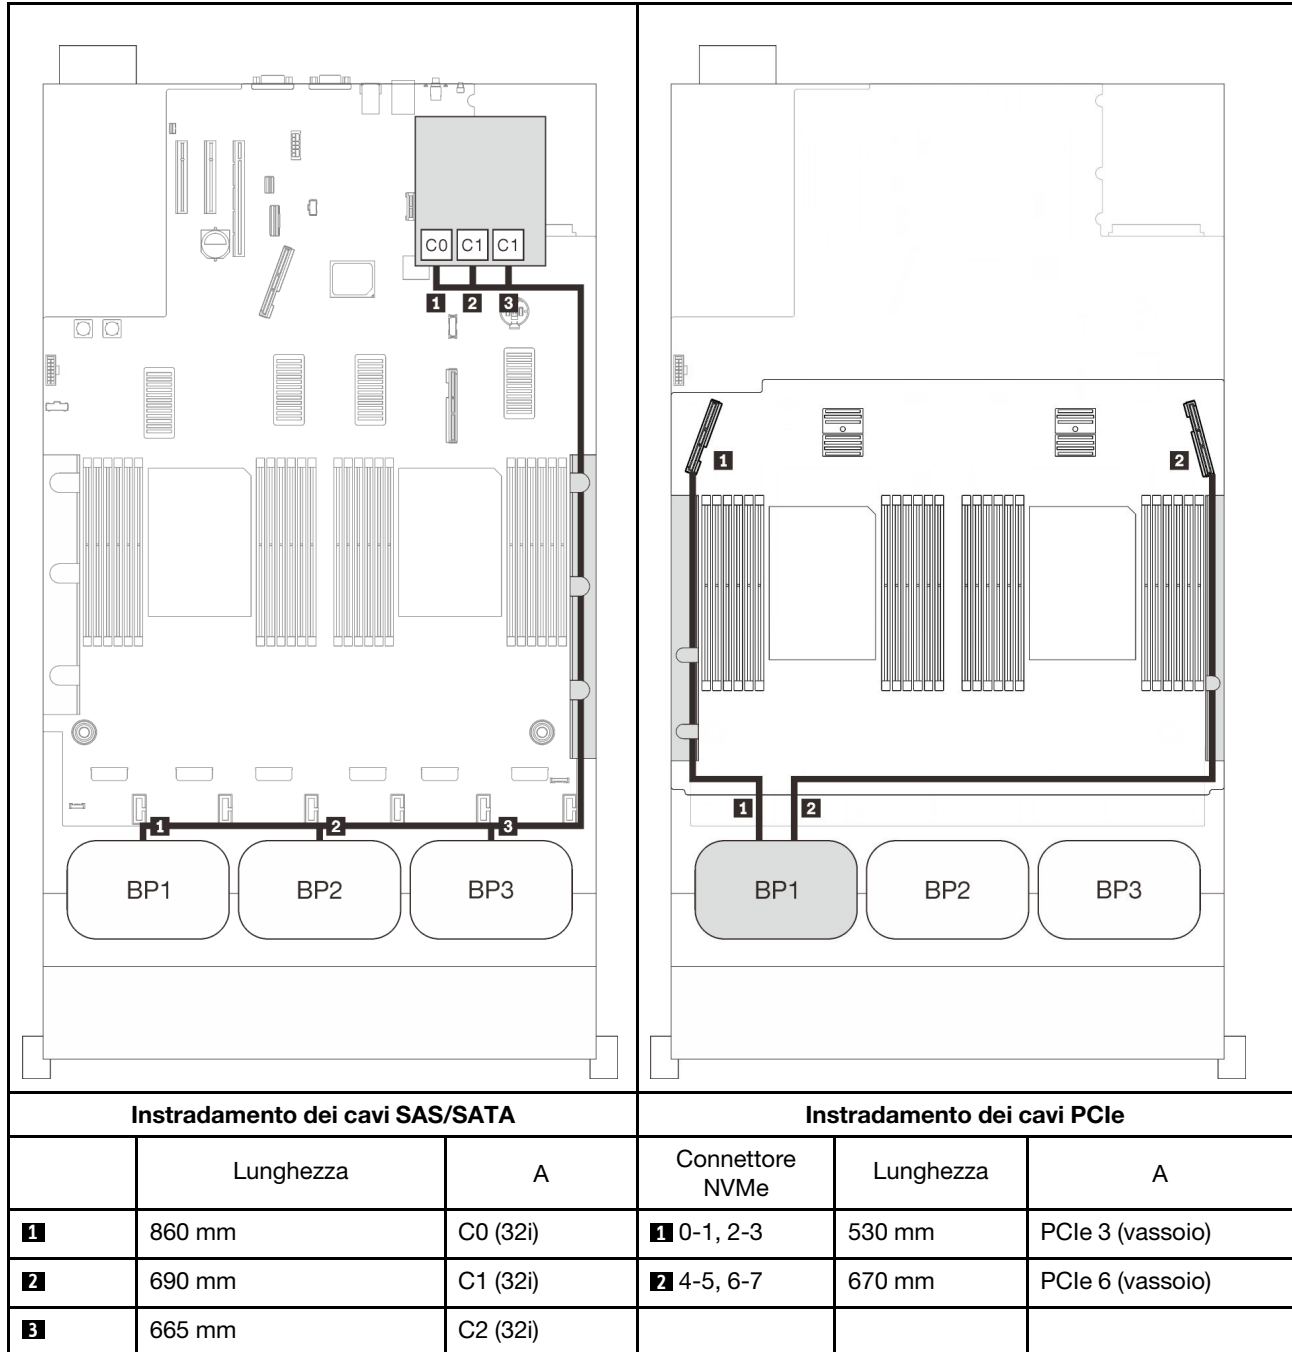 C0 C1 C1
1 2 3
1 2
1 2
1 2 3
BP1 BP2 BP3
BP1 BP2 BP3
Instradamento dei cavi SAS/SATA
Instradamento dei cavi PCIe
Lunghezza A
Connettore NVMe Lunghezza A
1 860 mm C0 (32i)
1 0-1, 2-3 530 mm PCIe 3 (vassoio)
2 690 mm C1 (32i)
2 4-5, 6-7 670 mm PCIe 6 (vassoio)
3 665 mm C2 (32i)